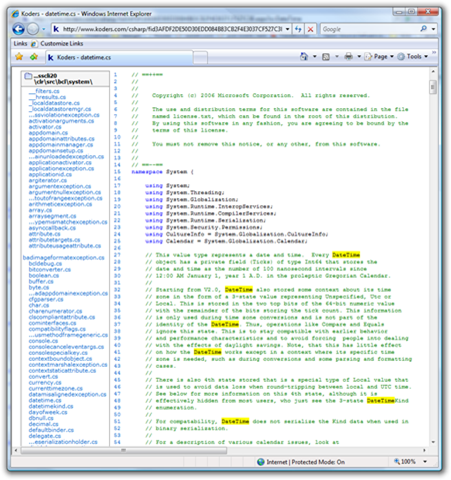 Koders - datetime.cs - Windows Internet Explorer
http://www.koders.com/csharp/fid3AFDF2DE50D30EDD084B83CB2F4E3037CF527C3I
Links Customize Links
Koders - datetime.cs
Page Tools
...sscli20
\clr\src\bcl\system\
__filters.cs
__hresults.cs
_localdatastore.cs
_localdatastoremgr.cs
...ssviolationexception.cs
activationarguments.cs
activator.cs
appdomain.cs
appdomainattributes.cs
appdomainmanager.cs
appdomainsetup.cs
...ainunloadedexception.cs
applicationactivator.cs
applicationexception.cs
applicationid.cs
argiterator.cs
argumentexception.cs
argumentnullexception.cs
...toutofrangeexception.cs
arithmeticexception.cs
array.cs
arraysegment.cs
...ypemismatchexception.cs
asynccallback.cs
attribute.cs
attributetargets.cs
attributeusageattribute.cs
badimageformatexception.cs
bcldebug.cs
bitconverter.cs
boolean.cs
buffer.cs
byte.cs
...adappdomainexception.cs
cfgparser.cs
char.cs
charenumerator.cs
clscompliantattribute.cs
cominterfaces.cs
compatibilityflags.cs
...umethodframegeneric.cs
console.cs
consolecanceleventargs.cs
consolekeyinfo.cs
consolespecialkey.cs
contextboundobject.cs
contextmarshalexception.cs
contextstaticattribute.cs
convert.cs
currency.cs
currenttimezone.cs
datamisalignedexception.cs
datetime.cs
datetimekind.cs
dayofweek.cs
dbnull.cs
decimal.cs
defaultbinder.cs
delegate.cs
...eserializationholder.cs
1 // ==++==
2 //
3 //
4 // Copyright (c) 2006 Microsoft Corporation. All rights reserved.
5 //
6 // The use and distribution terms for this software are contained in the file
7 // named license.txt, which can be found in the root of this distribution.
8 // By using this software in any fashion, you are agreeing to be bound by the
9 // terms of this license.
10 //
11 // You must not remove this notice, or any other, from this software.
12 //
13 //
14 // ==--==
15 namespace System {
16
17 using System;
18 using System.Threading;
19 using System.Globalization;
20 using System.Runtime.InteropServices;
21 using System.Runtime.CompilerServices;
22 using System.Runtime.Serialization;
23 using System.Security.Permissions;
24 using CultureInfo = System.Globalization.CultureInfo;
25 using Calendar = System.Globalization.Calendar;
26
27 // This value type represents a date and time. Every DateTime
28 // object has a private field (Ticks) of type Int64 that stores the
29 // date and time as the number of 100 nanosecond intervals since
30 // 12:00 AM January 1, year 1 A.D. in the proleptic Gregorian Calendar.
31 //
32 // Starting from V2.0, DateTime also stored some context about its time
33 // zone in the form of a 3-state value representing Unspecified, Utc or
34 // Local. This is stored in the two top bits of the 64-bit numeric value
35 // with the remainder of the bits storing the tick count. This information
36 // is only used during time zone conversions and is not part of the
37 // identity of the DateTime. Thus, operations like Compare and Equals
38 // ignore this state. This is to stay compatible with earlier behavior
39 // and performance characteristics and to avoid forcing people into dealing
40 // with the effects of daylight savings. Note, that this has little effect
41 // on how the DateTime works except in a context where its specific time
42 // zone is needed, such as during conversions and some parsing and formatting
43 // cases.
44 //
45 // There is also 4th state stored that is a special type of Local value that
46 // is used to avoid data loss when round-tripping between local and UTC time.
47 // See below for more information on this 4th state, although it is
48 // effectively hidden from most users, who just see the 3-state DateTimeKind
49 // enumeration.
50 //
51 // For compatability, DateTime does not serialize the Kind data when used in
52 // binary serialization.
53 //
54 // For a description of various calendar issues, look at
Internet | Protected Mode: On
100%